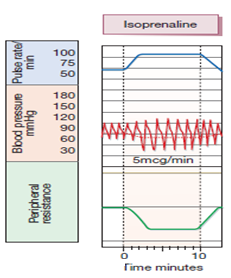 Isoprenaline
Pulse rate/
min
100
75
50
Blood pressure
mmHg
180
150
120
90
60
30
5mcg/min
Peripheral
resistance
0
10
Time minutes